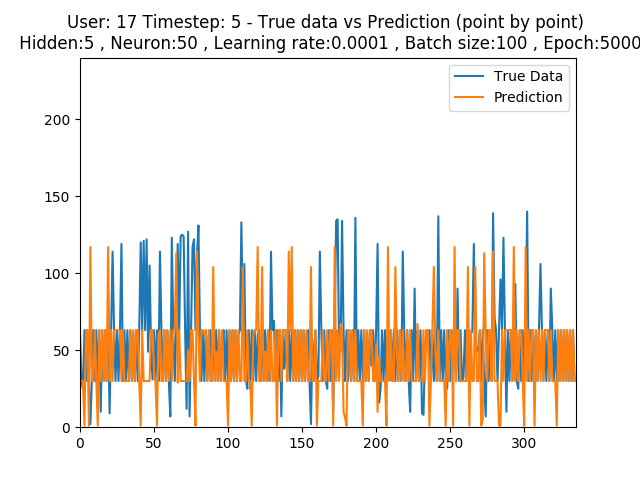 User: 17 Timestep: 5 - True data vs Prediction (point by point)
Hidden:5 , Neuron:50 , Learning rate:0.0001 , Batch size:100 , Epoch:5000
True Data
Prediction
200
150
100
50
0
0 50 100 150 200 250 300